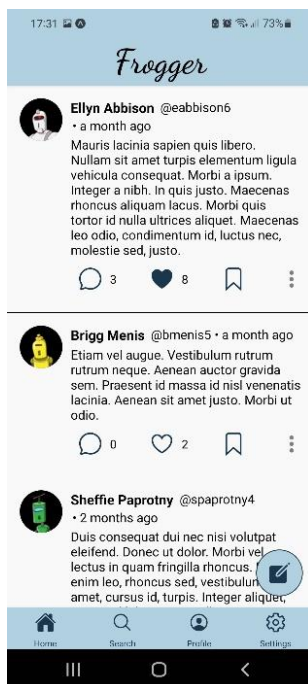 17:31
73%
Frogger
Ellyn Abbison @eabbison6
• a month ago
Mauris lacinia sapien quis libero.
Nullam sit amet turpis elementum ligula
vehicula consequat. Morbi a ipsum.
Integer a nibh. In quis justo. Maecenas
rhoncus aliquam lacus. Morbi quis
tortor id nulla ultrices aliquet. Maecenas
leo odio, condimentum id, luctus nec,
molestie sed, justo.
3 8
Brigg Menis @bmenis5 • a month ago
Etiam vel augue. Vestibulum rutrum
rutrum neque. Aenean auctor gravida
sem. Praesent id massa id nisl venenatis
lacinia. Aenean sit amet justo. Morbi ut
odio.
0 2
Sheffie Paprotny @spaprotny4
• 2 months ago
Duis consequat dui nec nisi volutpat
eleifend. Donec ut dolor. Morbi vel
lectus in quam fringilla rhoncus.
enim leo, rhoncus sed, vestibulum
amet, cursus id, turpis. Integer aliquet,
Home Search Profile Settings